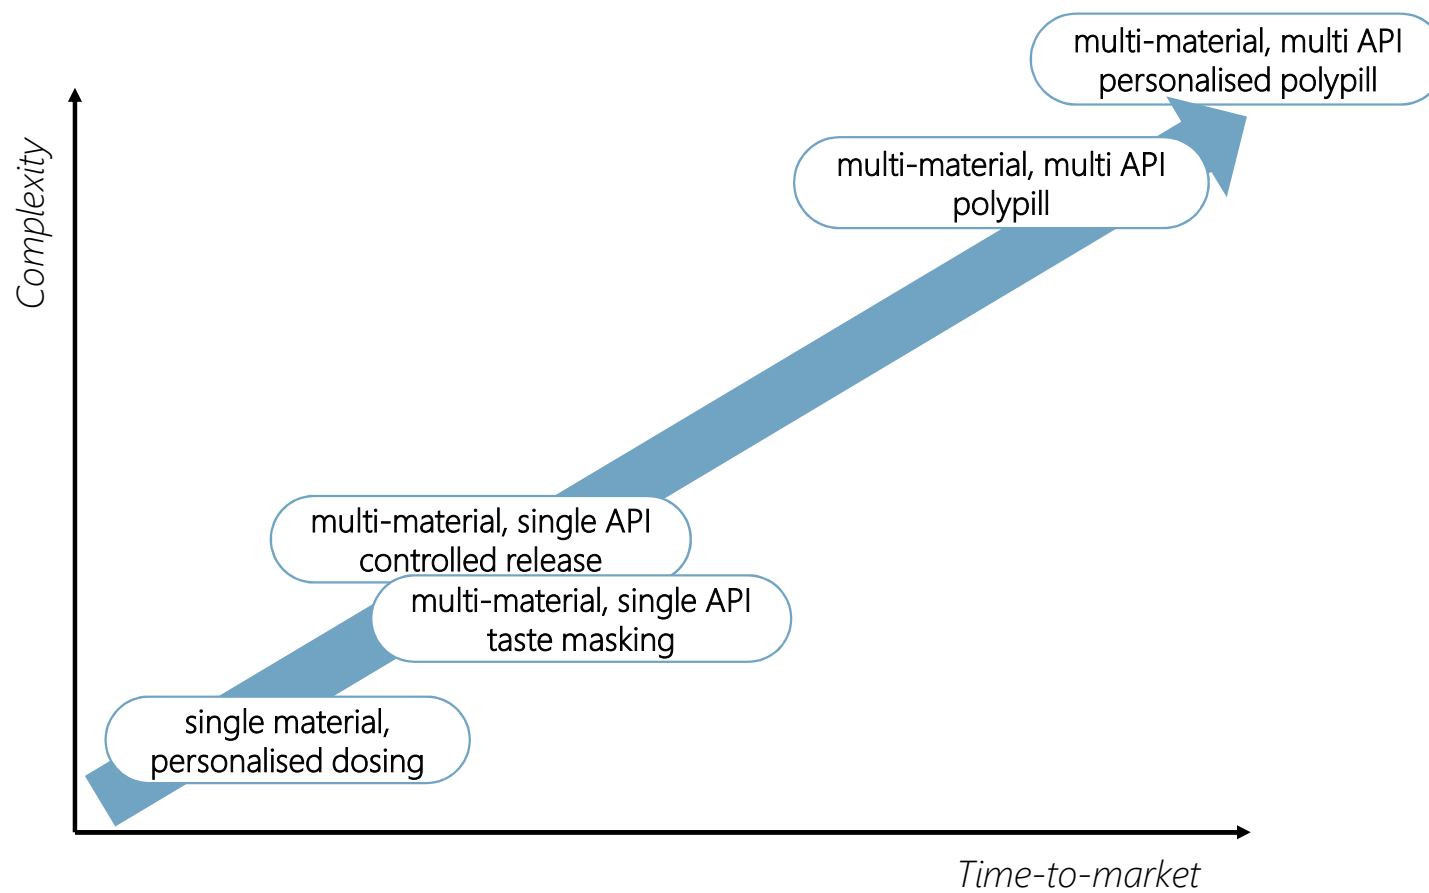 multi-material, multi API
personalised polypill
multi-material, multi API
polypill
Complexity
multi-material, single API
controlled release
multi-material, single API
taste masking
single material,
personalised dosing
Time-to-market